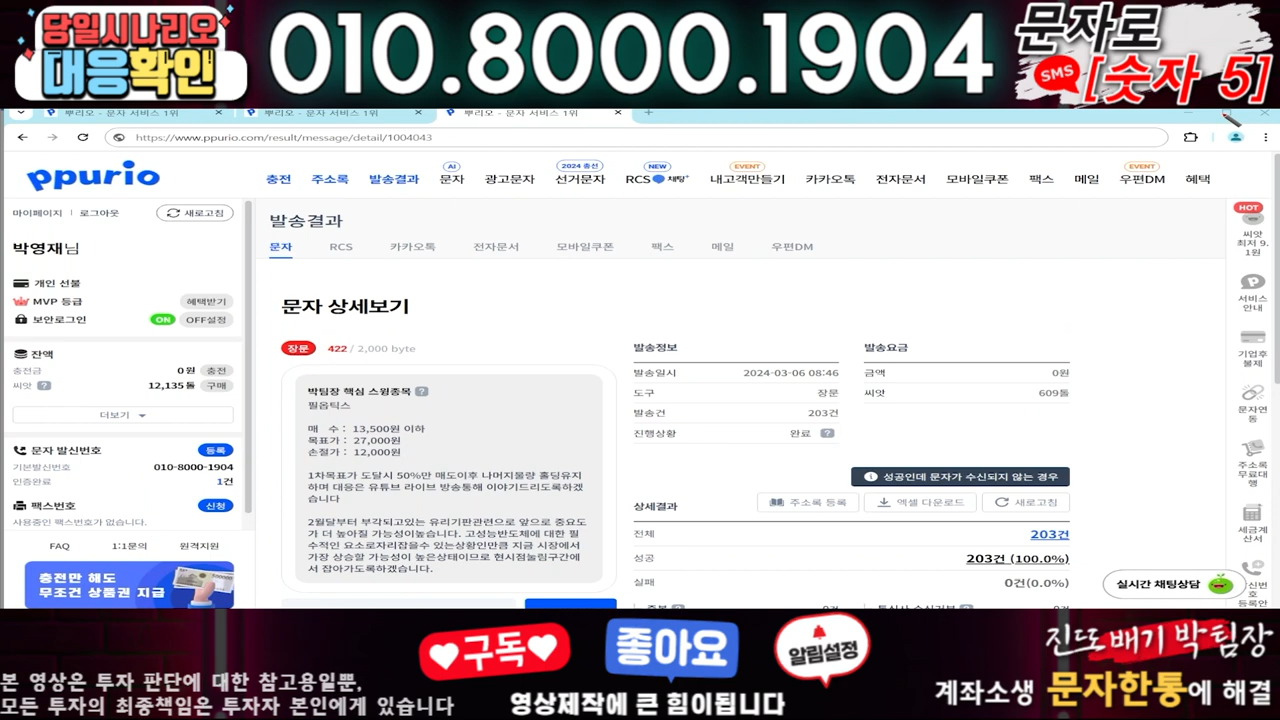 당일시나리오
대응확인
010.8000.1904
문자로
SMS [숫자 5]
뿌리오 - 문자 서비스 1위
뿌리오 - 문자 서비스 1위
뿌리오 - 문자 서비스 1위
https://www.ppurio.com/result/message/detail/1004043
ppurio
충전
주소록
발송결과
AI
문자
광고문자
2024 총선
선거문자
NEW
RCS 채팅+
EVENT
내고객만들기
카카오톡
전자문서
모바일쿠폰
팩스
메일
EVENT
우편DM
혜택
마이페이지 | 로그아웃
새로고침
박영재님
개인 선불
MVP 등급
혜택받기
보안로그인
ON
OFF설정
잔액
충전금 0원 충전
씨앗 ? 12,135톨 구매
더보기
문자 발신번호 등록
기본발신번호 010-8000-1904
인증완료 1건
팩스번호 신청
사용중인 팩스번호가 없습니다.
FAQ 1:1문의 원격지원
충전만 해도
무조건 상품권 지급
발송결과
문자 RCS 카카오톡 전자문서 모바일쿠폰 팩스 메일 우편DM
문자 상세보기
장문 422 / 2,000 byte
박팀장 핵심 스윙종목 ?
필옵틱스
매 수 : 13,500원 이하
목표가 : 27,000원
손절가 : 12,000원
1차목표가 도달시 50%만 매도이후 나머지물량 홀딩유지
하며 대응은 유튜브 라이브 방송통해 이야기드리도록하겠
습니다
2월달부터 부각되고있는 유리기판관련으로 앞으로 중요도
가 더 높아질 가능성이높습니다. 고성능반도체에 대한 필
수적인 요소로자리잡을수 있는상황인만큼 지금 시장에서
가장 상승할 가능성이 높은상태이므로 현시점눌림구간에
서 잡아가도록하겠습니다.
발송정보
발송일시 2024-03-06 08:46
도구 장문
발송건 203건
진행상황 완료 ?
발송요금
금액 0원
씨앗 609톨
성공인데 문자가 수신되지 않는 경우
상세결과
주소록 등록
엑셀 다운로드
새로고침
전체 203건
성공 203건 (100.0%)
실패 0건(0.0%)
실시간 채팅상담
HOT
씨앗
최저 9.
1원
서비스
안내
기업후
불제
문자연
동
주소록
무료대
행
세금계
산서
구독
좋아요
알림설정
영상제작에 큰 힘이됩니다
본 영상은 투자 판단에 대한 참고용일뿐,
모든 투자의 최종책임은 투자자 본인에게 있습니다
진또배기 박팀장
계좌소생 문자한통에 해결